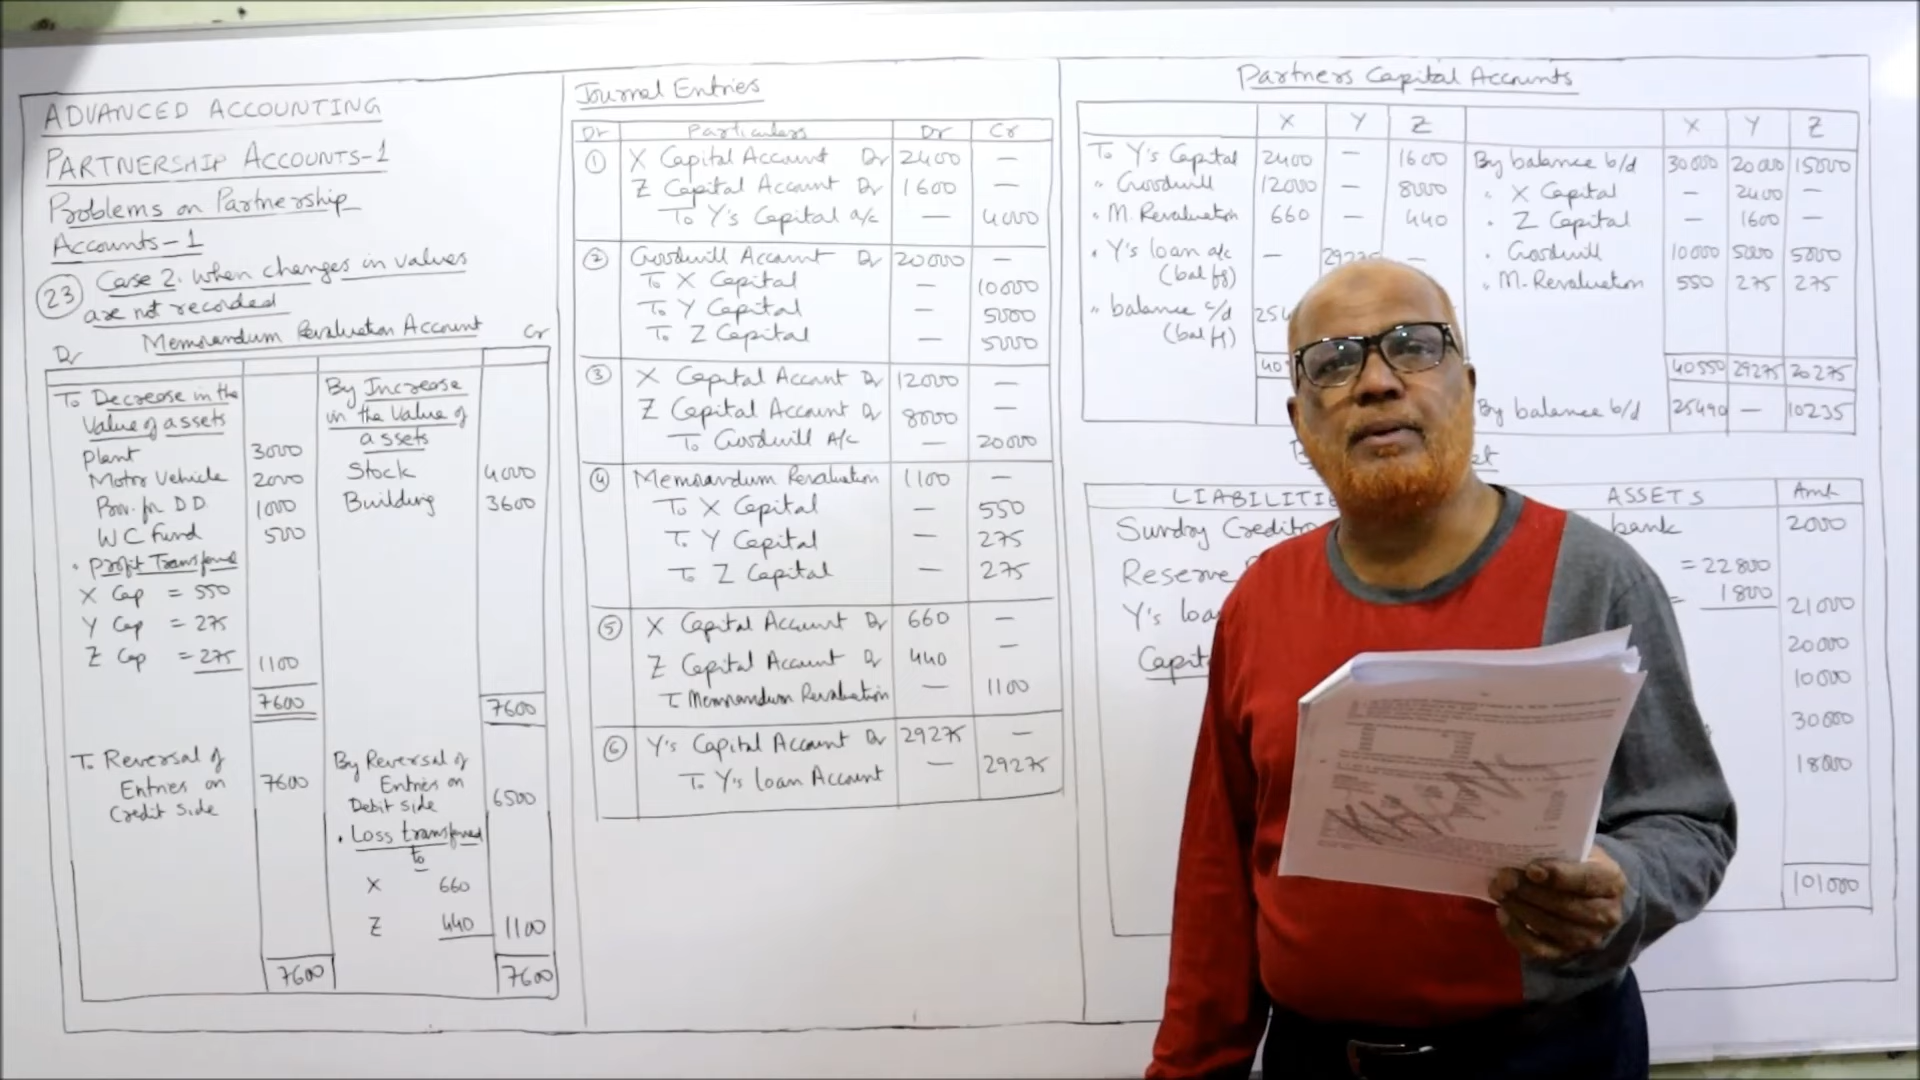 ADVANCED ACCOUNTING
PARTNERSHIP ACCOUNTS-1
Problems on Partnership
Accounts-1
23 Case 2. when changes in values
are not recorded
Memorandum Revaluation Account
Dr Cr
To Decrease in the
Value of assets
Plant 3000
Motor Vehicle 2000
Prov. for D.D. 1000
WC Fund 500
" Profit Transferred
X Cap = 550
Y Cap = 275
Z Cap = 275 1100
7600
To Reversal of
Entries on
Credit side 7600
7600
By Increase
in the value of
assets
Stock 4000
Building 3600
7600
By Reversal of
Entries on
Debit side 6500
" Loss transferred
to
X 660
Z 440 1100
7600
Journal Entries
Dr Particulars Dr Cr
1 X Capital Account Dr 2400 —
Z Capital Account Dr 1600 —
To Y's Capital a/c — 4000
2 Goodwill Account Dr 20000 —
To X Capital — 10000
To Y Capital — 5000
To Z Capital — 5000
3 X Capital Account Dr 12000 —
Z Capital Account Dr 8000 —
To Goodwill A/c — 20000
4 Memorandum Revaluation 1100 —
To X Capital — 550
To Y Capital — 275
To Z Capital — 275
5 X Capital Account Dr 660 —
Z Capital Account Dr 440 —
To Memorandum Revaluation — 1100
6 Y's Capital Account Dr 29275 —
To Y's loan Account — 29275
Partners Capital Accounts
X Y Z X Y Z
To Y's Capital 2400 — 1600 By balance b/d 30000 20000 15000
" Goodwill 12000 — 8000 " X Capital — 2400 —
" M. Revaluation 660 — 440 " Z Capital — 1600 —
" Y's loan a/c — 29275 — " Goodwill 10000 5000 5000
(bal fg) " M. Revaluation 550 275 275
" balance c/d 254
(bal f)
40 40550 29275 20275
By balance b/d 25490 — 10235
B et
LIABILITIE ASSETS Amt
Sundry Credito bank 2000
Reserve = 22800
= 1800 21000
Y's loa
20000
Capit 10000
30000
18000
101000